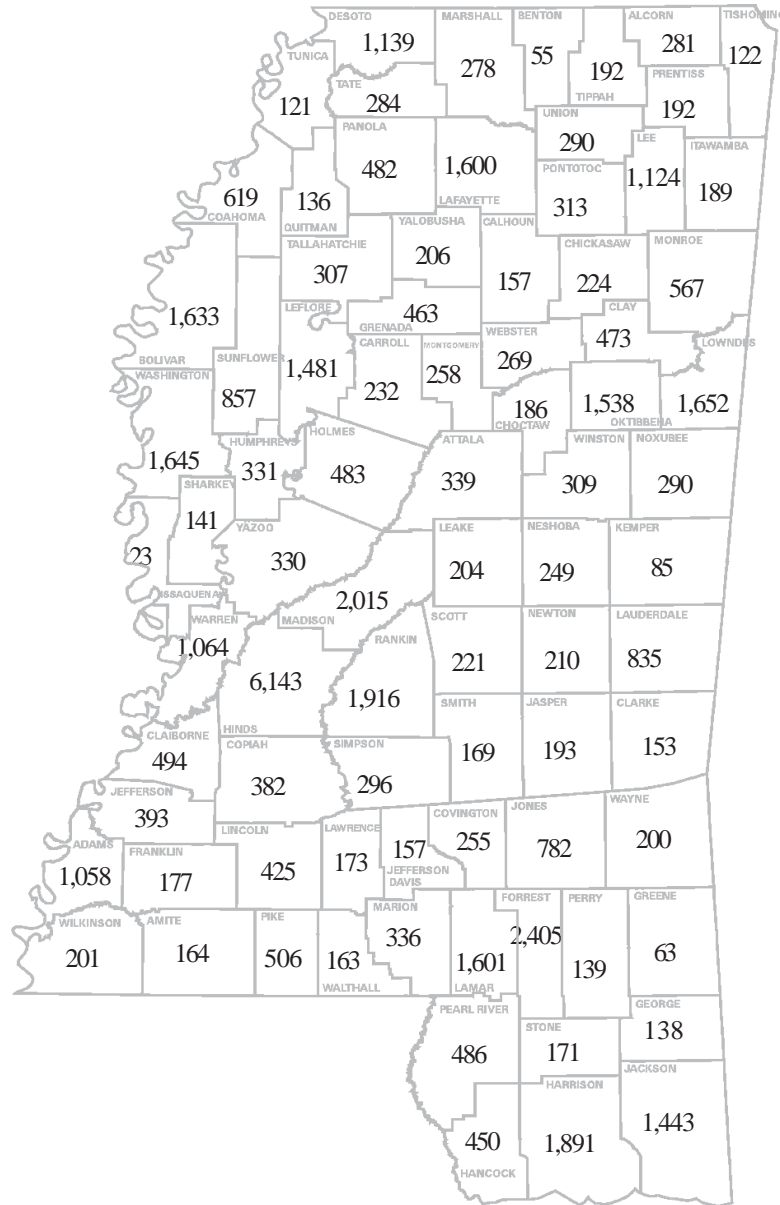 DESOTO
1,139
MARSHALL
278
BENTON
55
192
TIPPAH
ALCORN
281
TISHOMIN
122
TUNICA
121
TATE
284
PRENTISS
192
UNION
290
PANOLA
482
1,600
LAFAYETTE
LEE
1,124
ITAWAMBA
189
PONTOTOC
313
619
COAHOMA
136
QUITMAN
TALLAHATCHIE
307
YALOBUSHA
206
CALHOUN
157
CHICKASAW
224
MONROE
567
1,633
BOLIVAR
LEFLORE
1,481
463
GRENADA
CLAY
473
SUNFLOWER
857
CARROLL
232
MONTGOMERY
258
WEBSTER
269
LOWNDES
1,652
WASHINGTON
1,645
186
CHOCTAW
1,538
OKTIBBEHA
HUMPHREYS
331
HOLMES
483
ATTALA
339
WINSTON
309
NOXUBEE
290
SHARKEY
141
23
ISSAQUENA
YAZOO
330
LEAKE
204
NESHOBA
249
KEMPER
85
WARREN
1,064
2,015
MADISON
RANKIN
1,916
SCOTT
221
NEWTON
210
LAUDERDALE
835
6,143
HINDS
SMITH
169
JASPER
193
CLARKE
153
CLAIBORNE
494
COPIAH
382
SIMPSON
296
JEFFERSON
393
LINCOLN
425
LAWRENCE
173
157
JEFFERSON
DAVIS
COVINGTON
255
JONES
782
WAYNE
200
ADAMS
1,058
FRANKLIN
177
WILKINSON
201
AMITE
164
PIKE
506
163
WALTHALL
MARION
336
1,601
LAMAR
FORREST
2,405
PERRY
139
GREENE
63
PEARL RIVER
486
STONE
171
GEORGE
138
450
HANCOCK
HARRISON
1,891
JACKSON
1,443